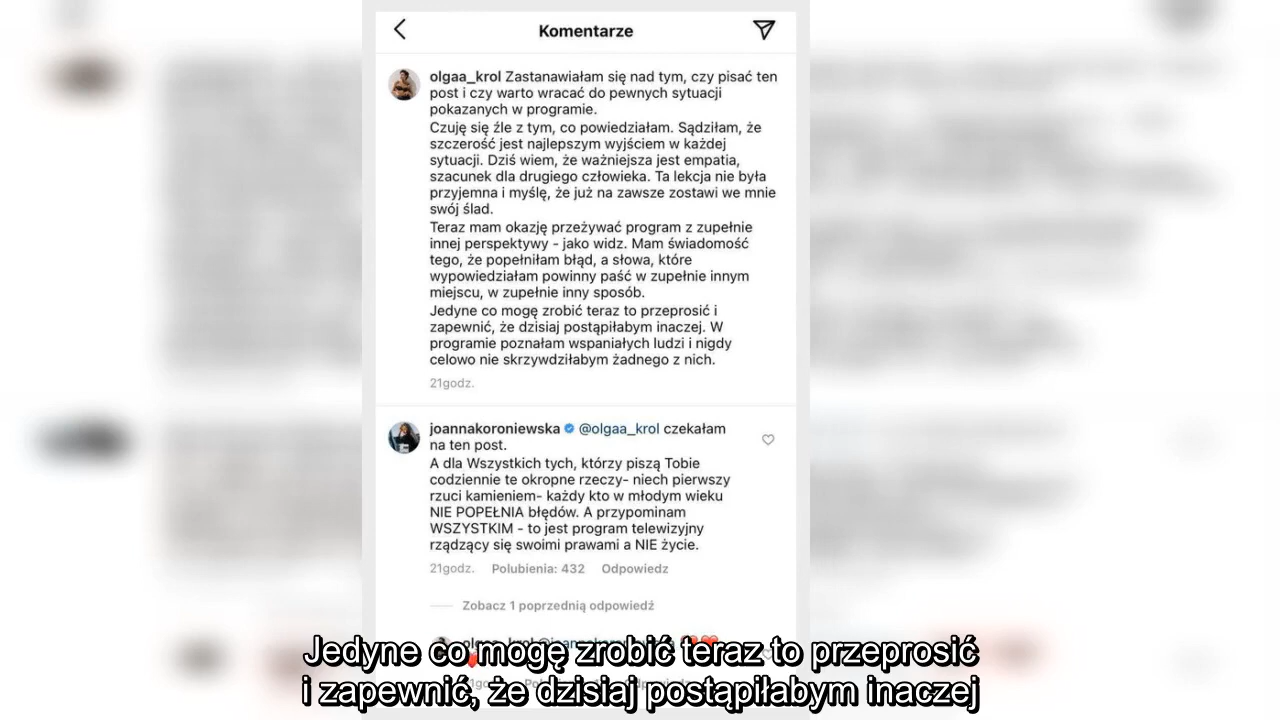 Komentarze
olgaa_krol Zastanawiałam się nad tym, czy pisać ten
post i czy warto wracać do pewnych sytuacji
pokazanych w programie.
Czuję się źle z tym, co powiedziałam. Sądziłam, że
szczerość jest najlepszym wyjściem w każdej
sytuacji. Dziś wiem, że ważniejsza jest empatia,
szacunek dla drugiego człowieka. Ta lekcja nie była
przyjemna i myślę, że już na zawsze zostawi we mnie
swój ślad.
Teraz mam okazję przeżywać program z zupełnie
innej perspektywy - jako widz. Mam świadomość
tego, że popełniłam błąd, a słowa, które
wypowiedziałam powinny paść w zupełnie innym
miejscu, w zupełnie inny sposób.
Jedyne co mogę zrobić teraz to przeprosić i
zapewnić, że dzisiaj postąpiłabym inaczej. W
programie poznałam wspaniałych ludzi i nigdy
celowo nie skrzywdziłabym żadnego z nich.
21godz.
joannakoroniewska @olgaa_krol czekałam
na ten post.
A dla Wszystkich tych, którzy piszą Tobie
codziennie te okropne rzeczy- niech pierwszy
rzuci kamieniem- każdy kto w młodym wieku
NIE POPEŁNIA błędów. A przypominam
WSZYSTKIM - to jest program telewizyjny
rządzący się swoimi prawami a NIE życie.
21godz. Polubienia: 432 Odpowiedz
Zobacz 1 poprzednią odpowiedź
Jedyne co mogę zrobić teraz to przeprosić
i zapewnić, że dzisiaj postąpiłabym inaczej